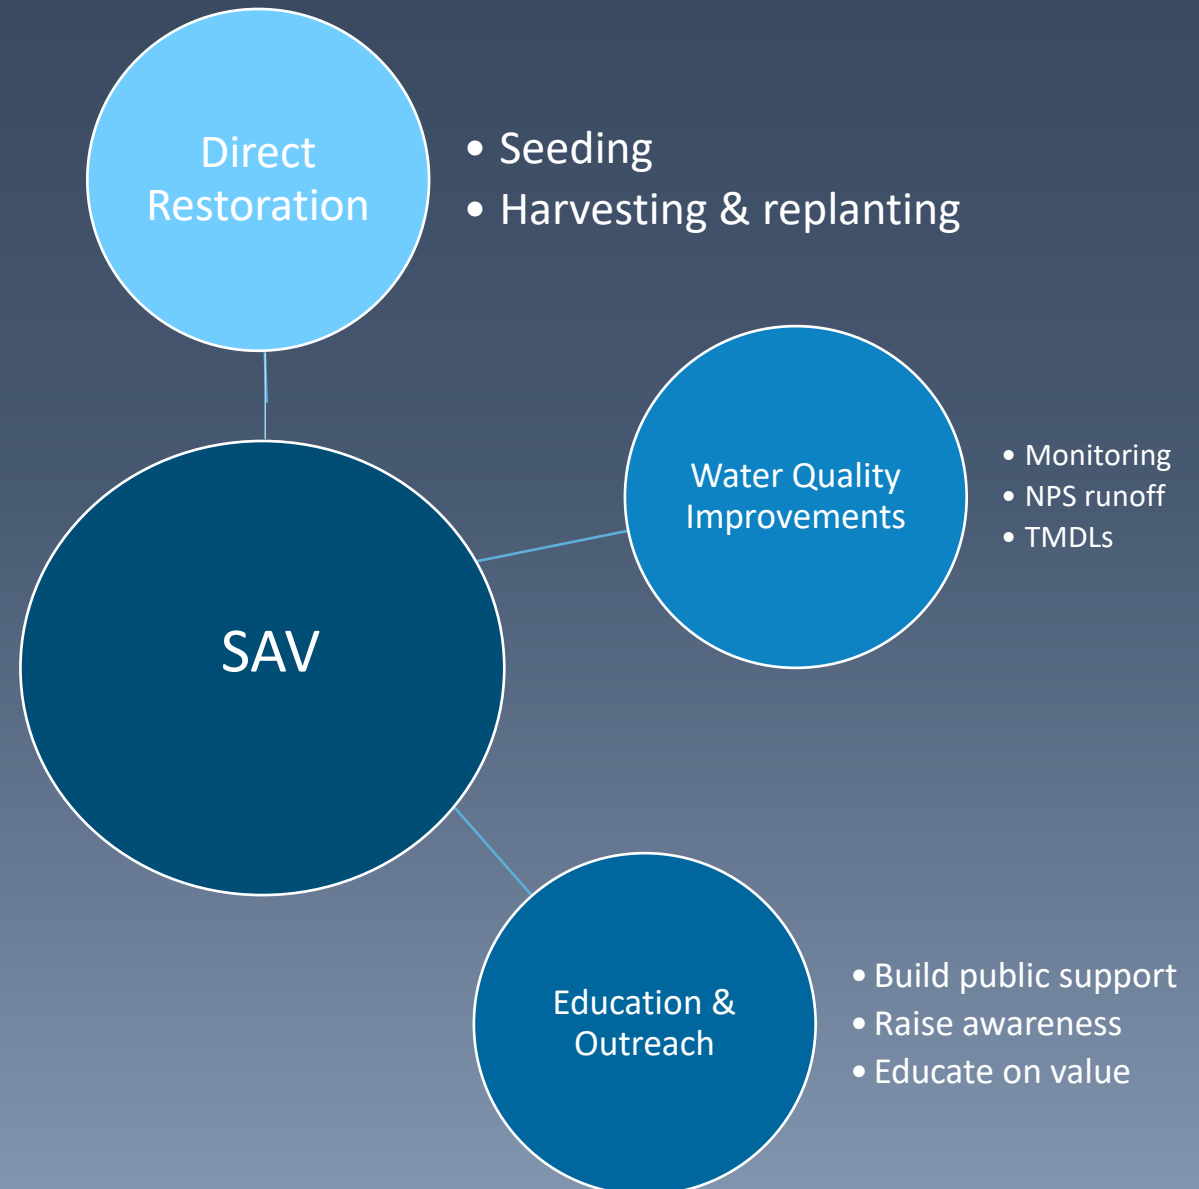 Direct
Restoration
• Seeding
• Harvesting & replanting
Water Quality
Improvements
• Monitoring
• NPS runoff
• TMDLs
SAV
Education &
Outreach
• Build public support
• Raise awareness
• Educate on value